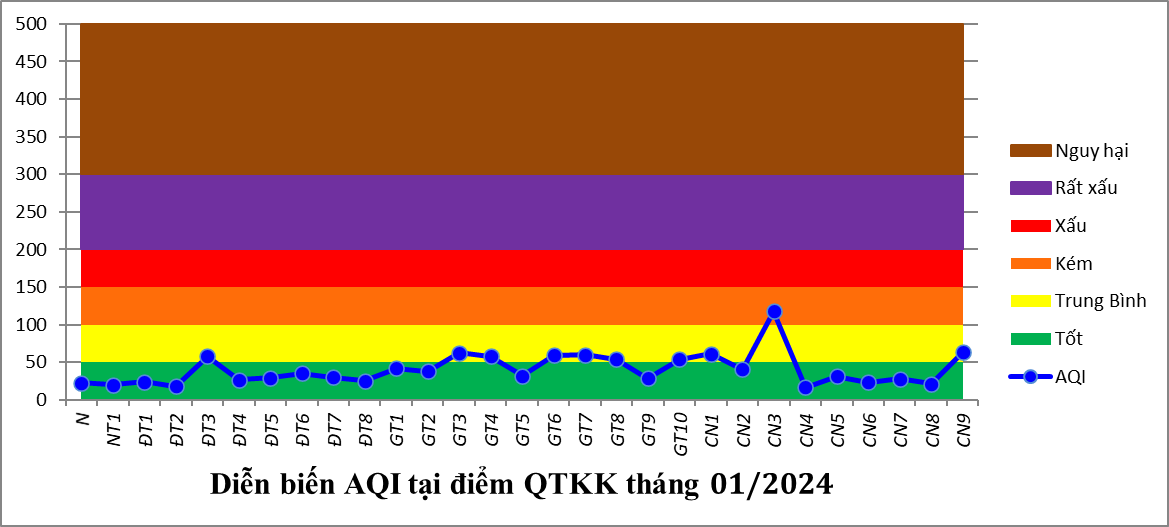 500
450
400
350
300
250
200
150
100
50
0
N NT1 ĐT1 ĐT2 ĐT3 ĐT4 ĐT5 ĐT6 ĐT7 ĐT8 GT1 GT2 GT3 GT4 GT5 GT6 GT7 GT8 GT9 GT10 CN1 CN2 CN3 CN4 CN5 CN6 CN7 CN8 CN9
Diễn biến AQI tại điểm QTKK tháng 01/2024
Nguy hại
Rất xấu
Xấu
Kém
Trung Bình
Tốt
AQI